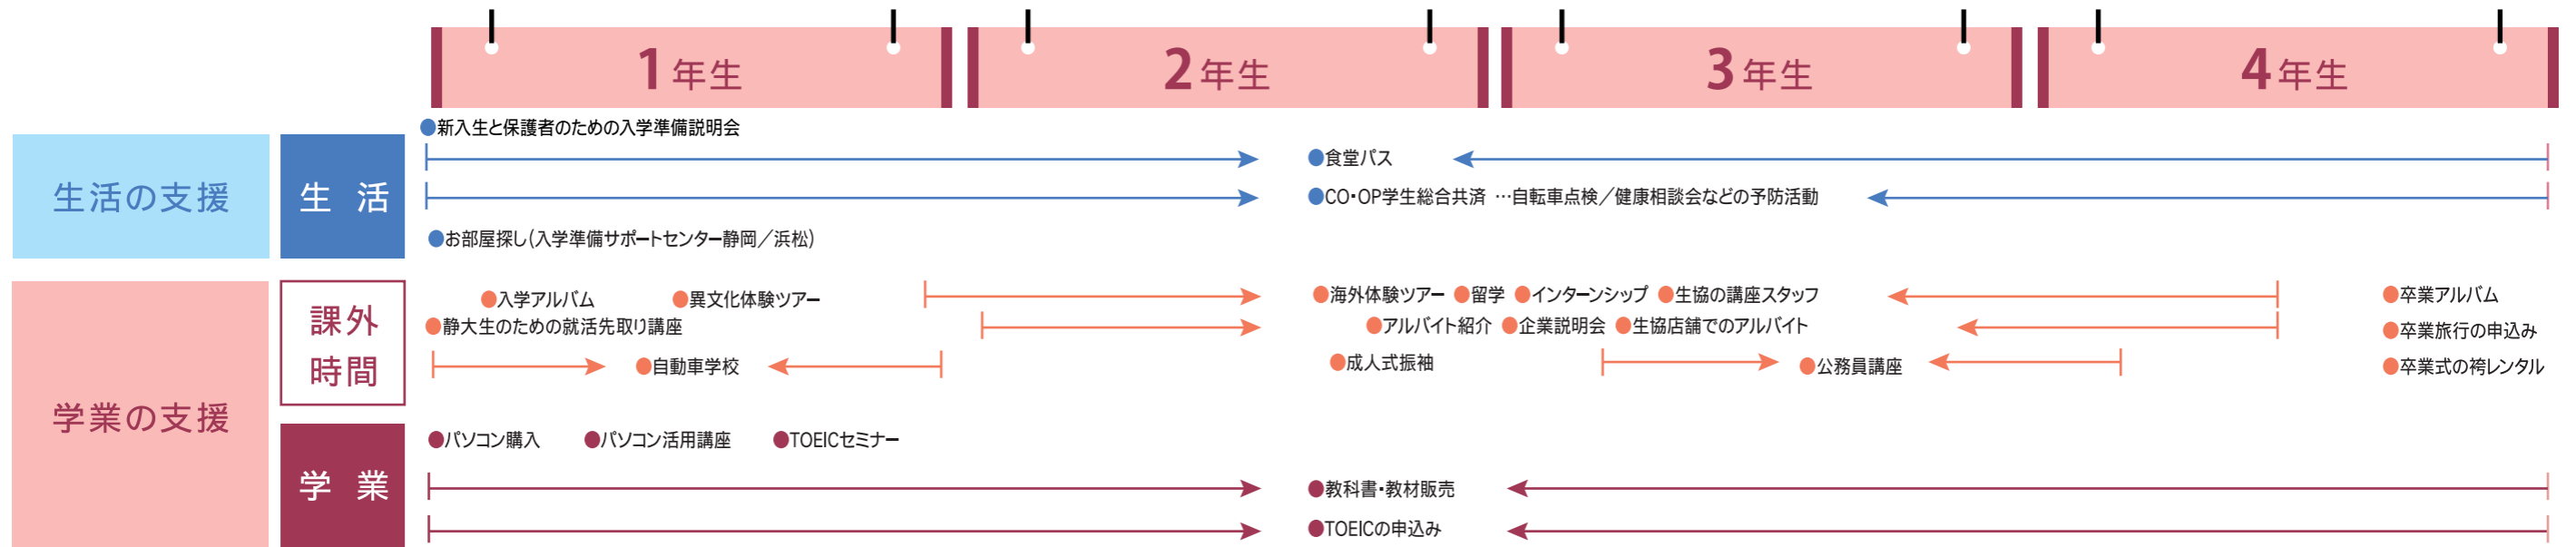 1年生 2年生 3年生 4年生
生活の支援
生活
●新入生と保護者のための入学準備説明会
●食堂パス
●CO・OP学生総合共済 …自転車点検／健康相談会などの予防活動
●お部屋探し(入学準備サポートセンター静岡／浜松)
学業の支援
課外
時間
●入学アルバム ●異文化体験ツアー ●海外体験ツアー ●留学 ●インターンシップ ●生協の講座スタッフ ●卒業アルバム
●静大生のための就活先取り講座 ●アルバイト紹介 ●企業説明会 ●生協店舗でのアルバイト ●卒業旅行の申込み
●自動車学校 ●成人式振袖 ●公務員講座 ●卒業式の袴レンタル
学業
●パソコン購入 ●パソコン活用講座 ●TOEICセミナー
●教科書・教材販売
●TOEICの申込み